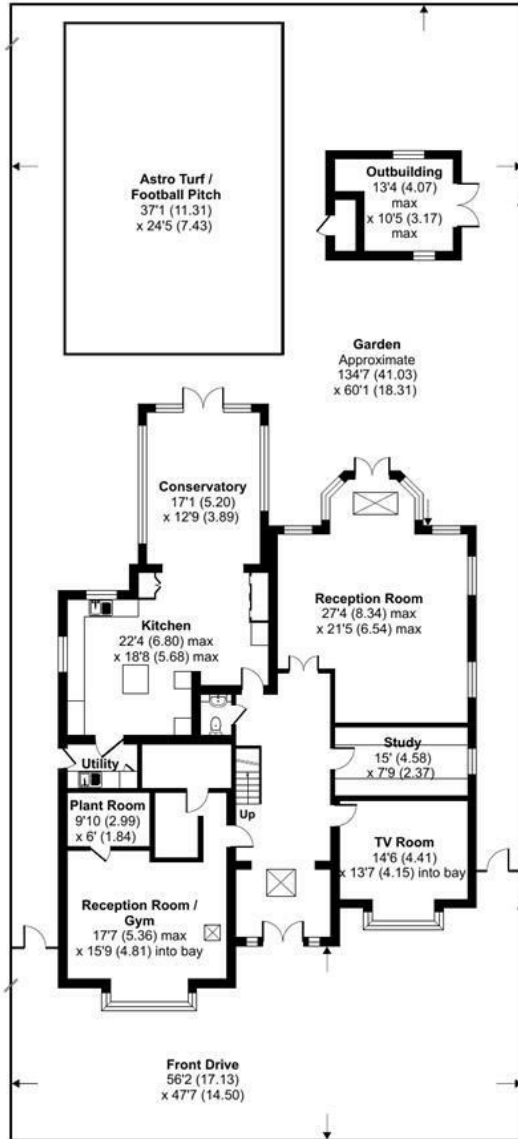 Astro Turf /
Football Pitch
37'1 (11.31)
x 24'5 (7.43)
Outbuilding
13'4 (4.07)
max
x 10'5 (3.17)
max
Garden
Approximate
134'7 (41.03)
x 60'1 (18.31)
Conservatory
17'1 (5.20)
x 12'9 (3.89)
Reception Room
27'4 (8.34) max
x 21'5 (6.54) max
Kitchen
22'4 (6.80) max
x 18'8 (5.68) max
Study
15' (4.58)
x 7'9 (2.37)
Utility
Plant Room
9'10 (2.99)
x 6' (1.84)
Up
TV Room
14'6 (4.41)
x 13'7 (4.15) into bay
Reception Room /
Gym
17'7 (5.36) max
x 15'9 (4.81) into bay
Front Drive
56'2 (17.13)
x 47'7 (14.50)